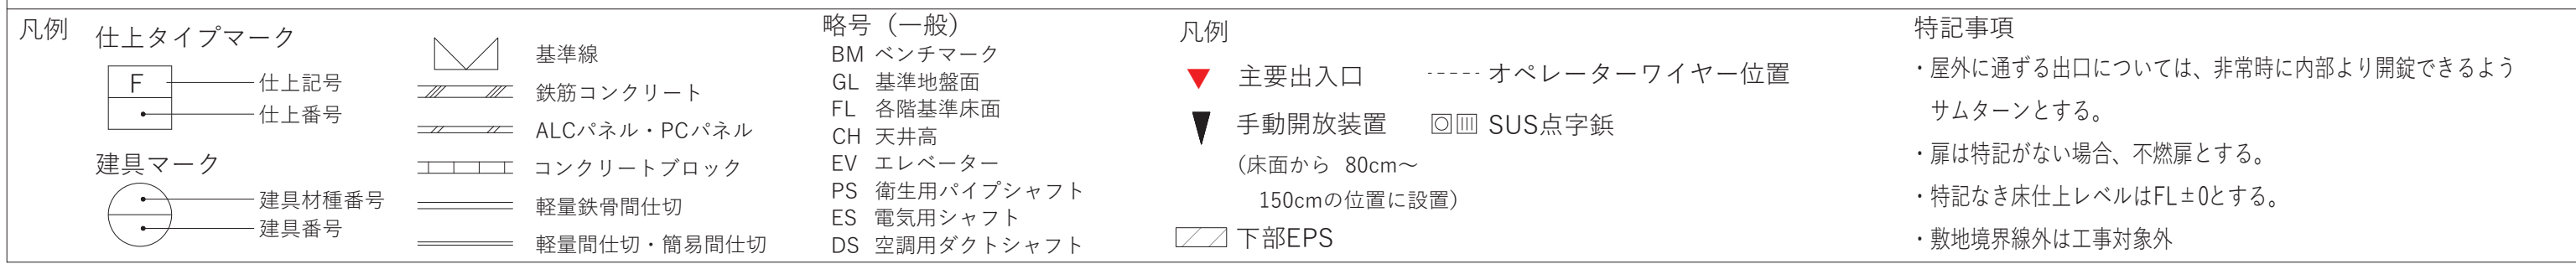 凡例
仕上タイプマーク
F
仕上記号
仕上番号
建具マーク
建具材種番号
建具番号
基準線
鉄筋コンクリート
ALCパネル・PCパネル
コンクリートブロック
軽量鉄骨間仕切
軽量間仕切・簡易間仕切
略号（一般）
BM ベンチマーク
GL 基準地盤面
FL 各階基準床面
CH 天井高
EV エレベーター
PS 衛生用パイプシャフト
ES 電気用シャフト
DS 空調用ダクトシャフト
凡例
主要出入口
手動開放装置
(床面から 80cm～
150cmの位置に設置)
下部EPS
オペレーターワイヤー位置
SUS点字鋲
特記事項
・屋外に通ずる出口については、非常時に内部より開錠できるよう
サムターンとする。
・扉は特記がない場合、不燃扉とする。
・特記なき床仕上レベルはFL±0とする。
・敷地境界線外は工事対象外